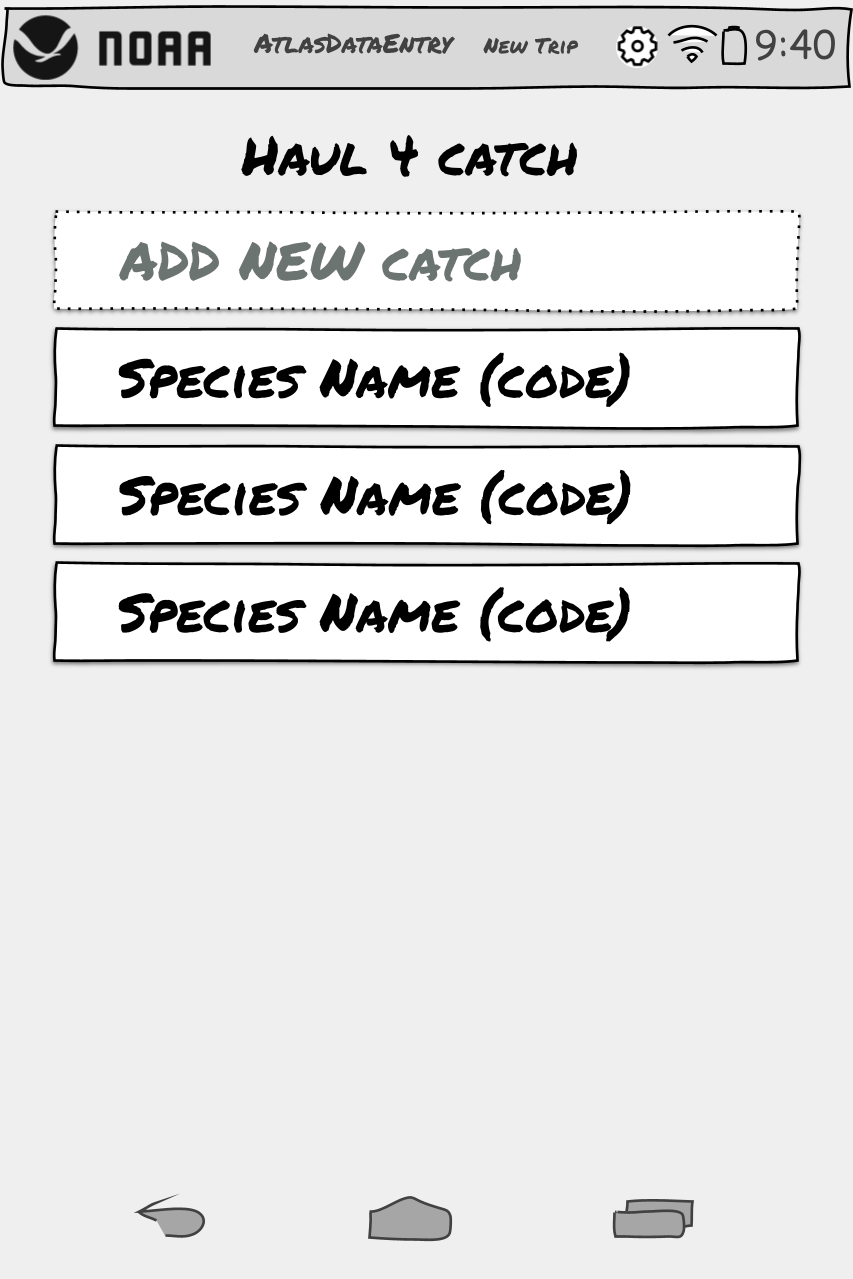 NOAA AtlasDataEntry New Trip 9:40
Haul 4 catch
ADD NEW catch
Species Name (code)
Species Name (code)
Species Name (code)